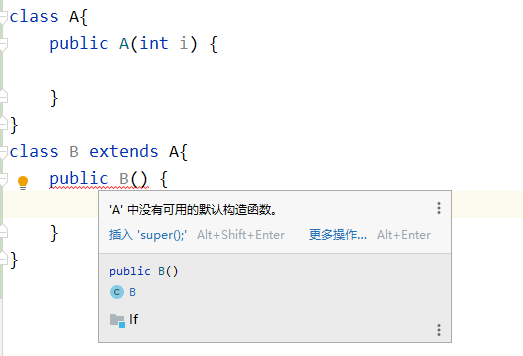 class A{
public A(int i) {
}
}
class B extends A{
public B() {
'A' 中没有可用的默认构造函数。
插入 'super();' Alt+Shift+Enter 更多操作... Alt+Enter
public B()
C B
lf
}
}